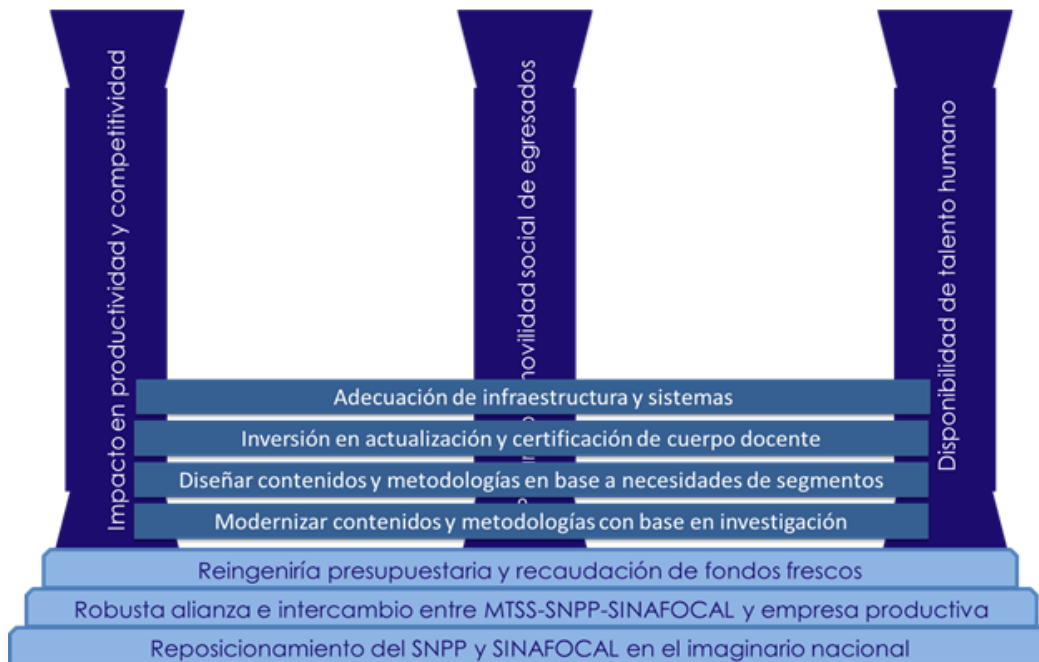 Impacto en productividad y competitividad
movilidad social de egresados
Disponibilidad de talento humano
Adecuación de infraestructura y sistemas
Inversión en actualización y certificación de cuerpo docente
Diseñar contenidos y metodologías en base a necesidades de segmentos
Modernizar contenidos y metodologías con base en investigación
Reingeniría presupuestaria y recaudación de fondos frescos
Robusta alianza e intercambio entre MTSS-SNPP-SINAFOCAL y empresa productiva
Reposicionamiento del SNPP y SINAFOCAL en el imaginario nacional